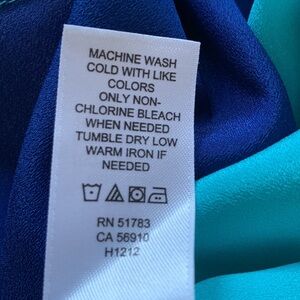 MACHINE WASH
COLD WITH LIKE
COLORS
ONLY NON-
CHLORINE BLEACH
WHEN NEEDED
TUMBLE DRY LOW
WARM IRON IF
NEEDED
RN 51783
CA 56910
H1212